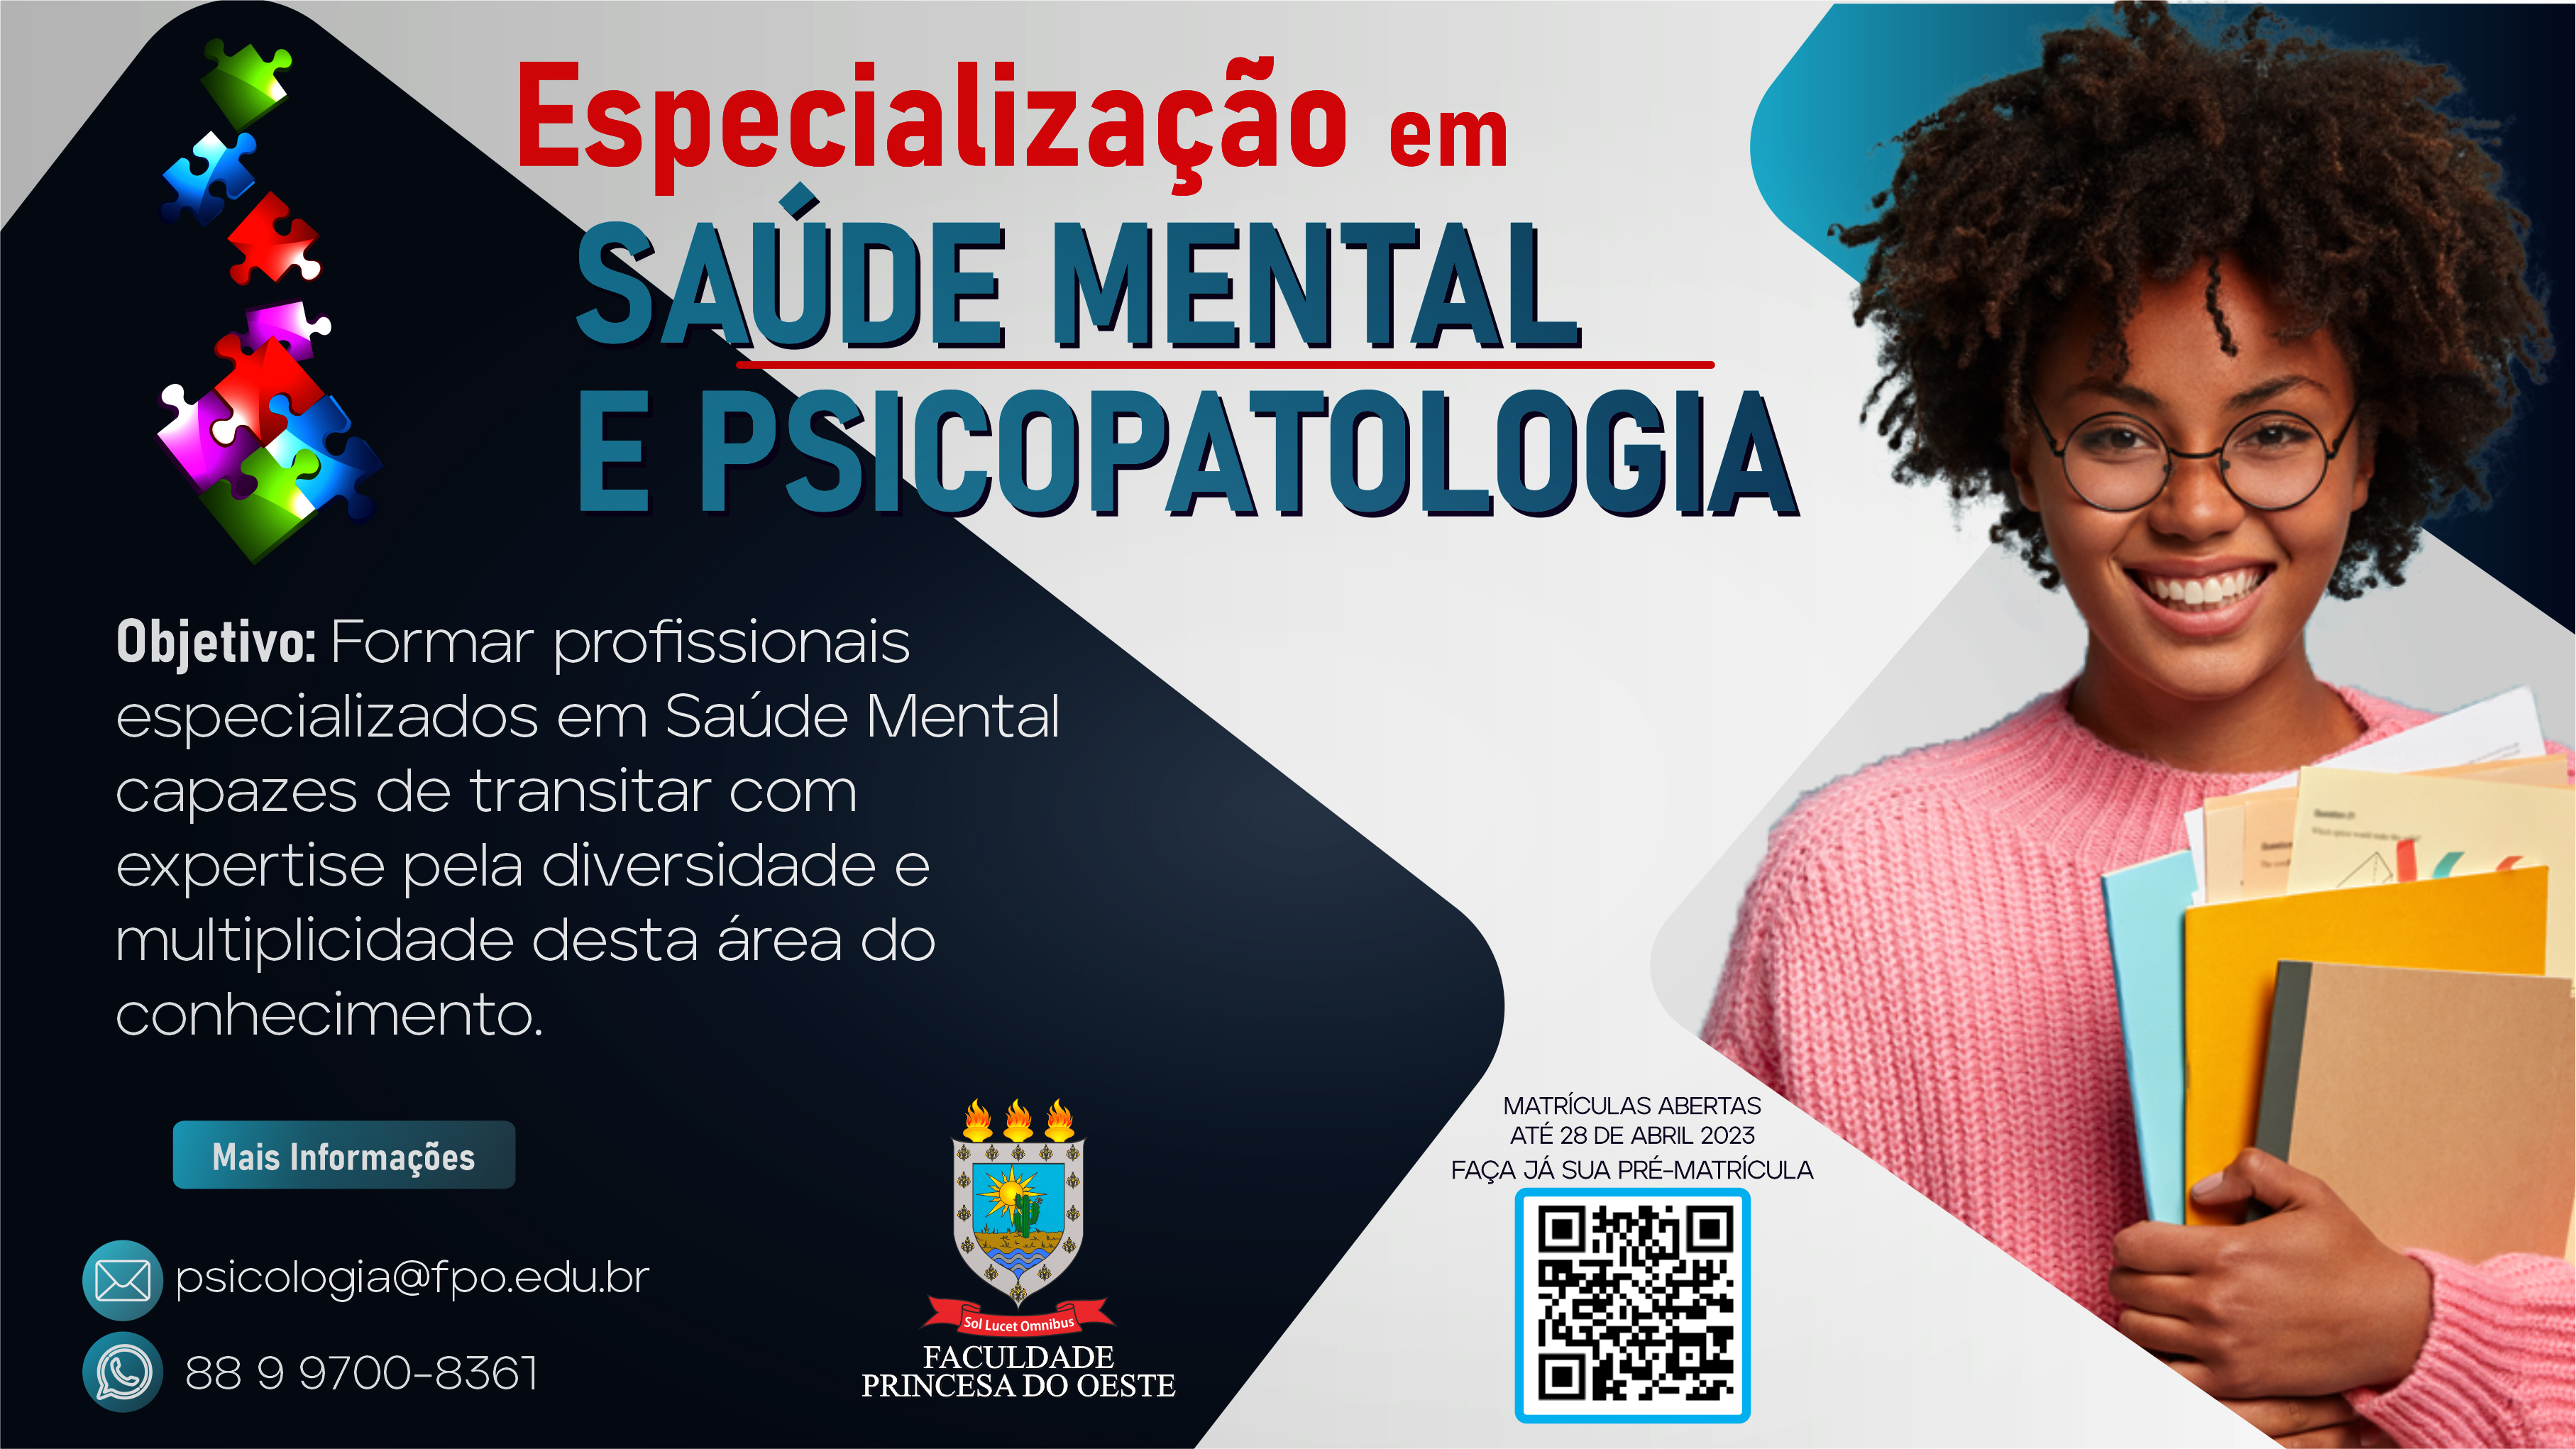 Especialização em
SAÚDE MENTAL
E PSICOPATOLOGIA
Objetivo: Formar profissionais
especializados em Saúde Mental
capazes de transitar com
expertise pela diversidade e
multiplicidade desta área do
conhecimento.
Mais Informações
psicologia@fpo.edu.br
88 9 9700-8361
Sol Lucet Omnibus
FACULDADE
PRINCESA DO OESTE
MATRÍCULAS ABERTAS
ATÉ 28 DE ABRIL 2023
FAÇA JÁ SUA PRÉ-MATRÍCULA